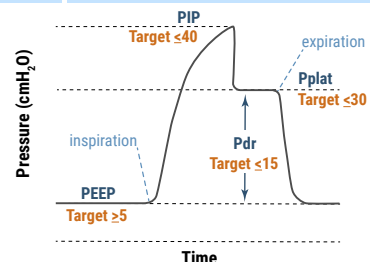 PIP
Target ≤40
expiration
Pplat
Target ≤30
inspiration
Pdr
Target ≤15
PEEP
Target ≥5
Pressure (cmH₂O)
Time